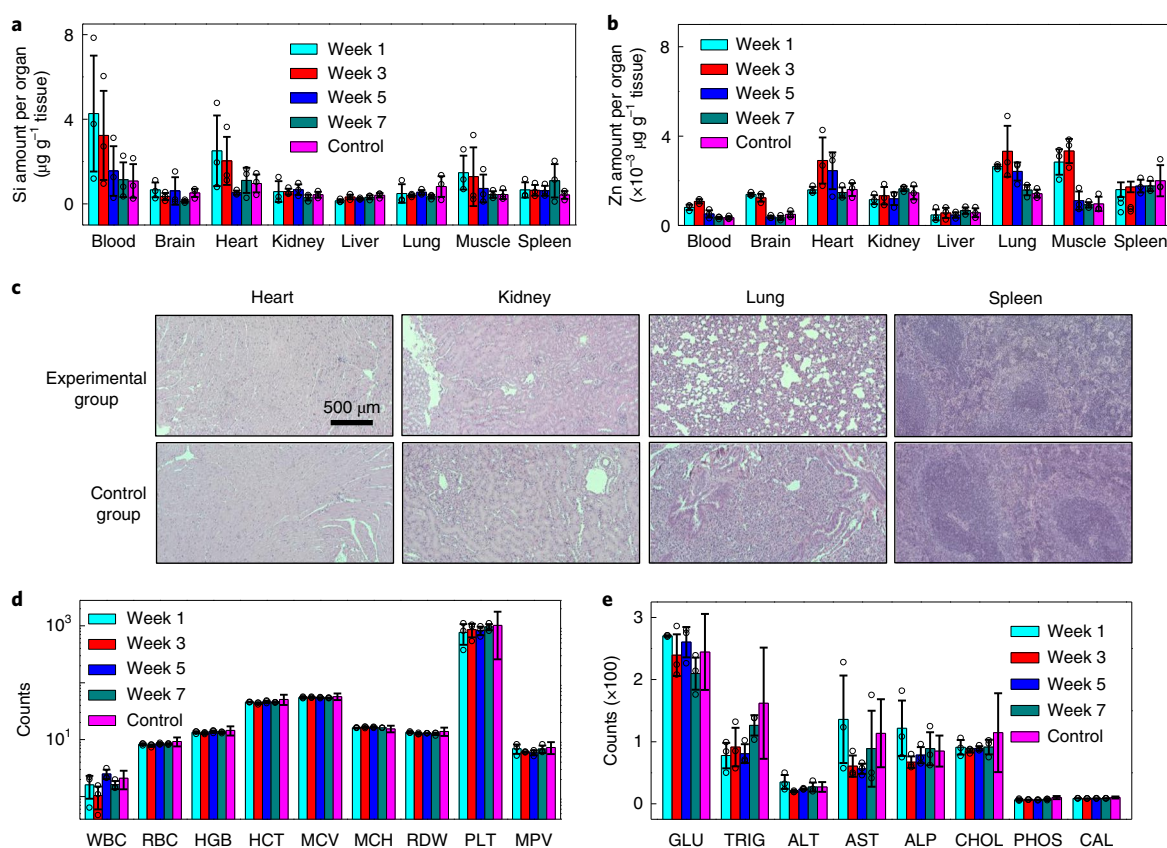 a
Si amount per organ
(µg g⁻¹ tissue)
8
4
0
Week 1
Week 3
Week 5
Week 7
Control
Blood Brain Heart Kidney Liver Lung Muscle Spleen
b
Zn amount per organ
(×10⁻³ µg g⁻¹ tissue)
8
4
0
Week 1
Week 3
Week 5
Week 7
Control
Blood Brain Heart Kidney Liver Lung Muscle Spleen
c
Heart Kidney Lung Spleen
Experimental
group
500 µm
Control
group
d
Counts
10³
10¹
Week 1
Week 3
Week 5
Week 7
Control
WBC RBC HGB HCT MCV MCH RDW PLT MPV
e
Counts (×100)
3
2
1
0
Week 1
Week 3
Week 5
Week 7
Control
GLU TRIG ALT AST ALP CHOL PHOS CAL